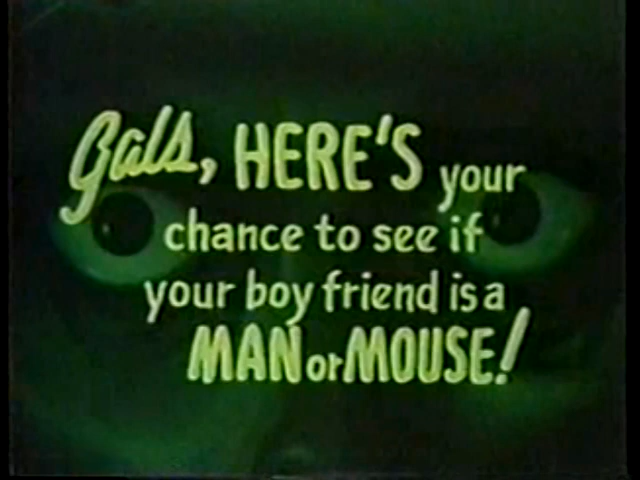 Gals, HERE'S your
chance to see if
your boy friend is a
MAN or MOUSE!